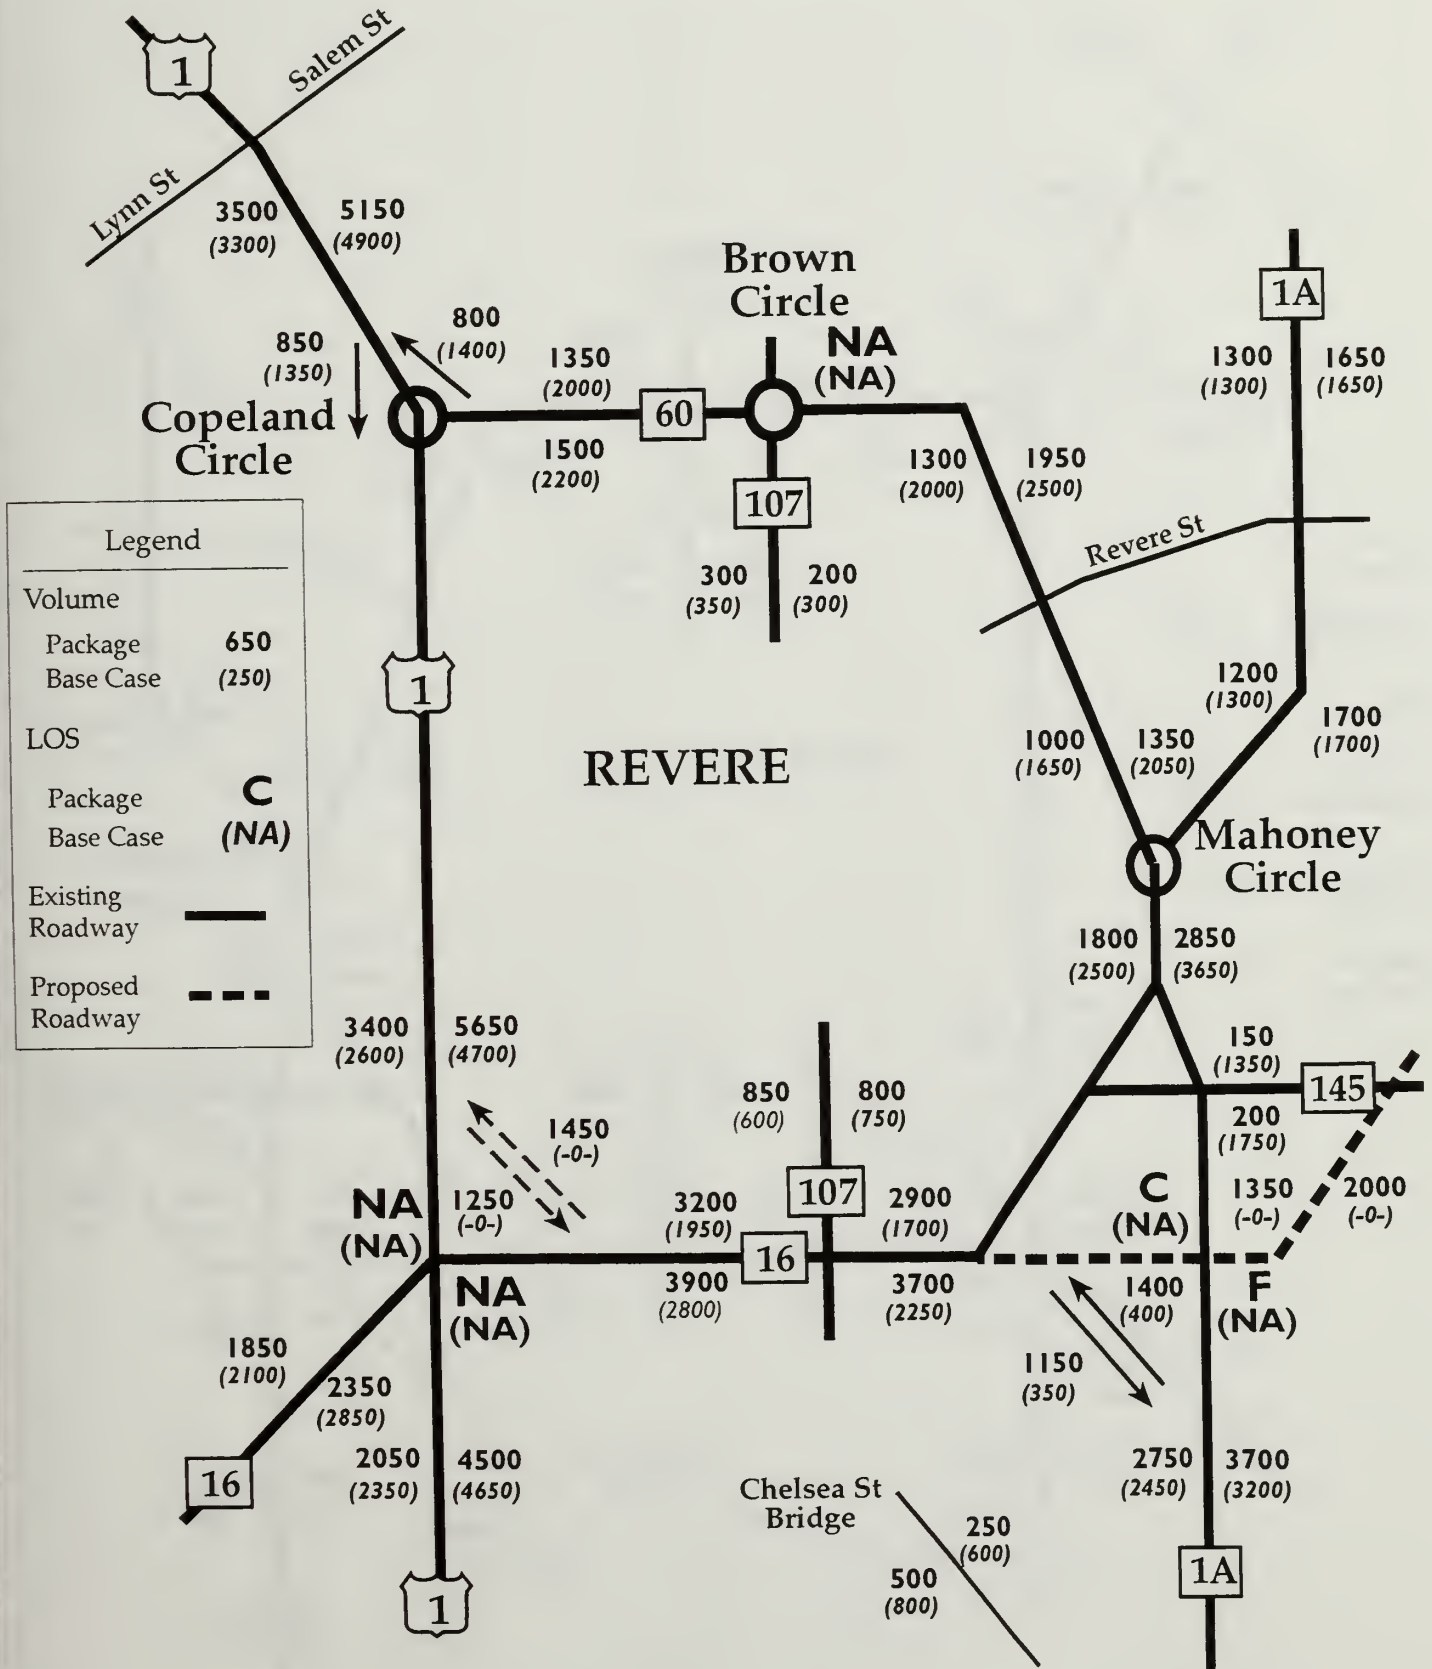 1
Salem St
Lynn St
3500
(3300)
5150
(4900)
Brown
Circle
NA
(NA)
1A
1300
(1300)
1650
(1650)
800
(1400)
850
(1350)
1350
(2000)
Copeland
Circle
60
1500
(2200)
107
300
(350)
200
(300)
1300
(2000)
1950
(2500)
Revere St
Legend
Volume
Package 650
Base Case (250)
LOS
Package C
Base Case (NA)
Existing
Roadway
Proposed
Roadway
1
REVERE
1200
(1300)
1700
(1700)
1000
(1650)
1350
(2050)
Mahoney
Circle
1800
(2500)
2850
(3650)
3400
(2600)
5650
(4700)
150
(1350)
145
200
(1750)
850
(600)
800
(750)
1450
(-0-)
1250
(-0-)
NA
(NA)
3200
(1950)
107
2900
(1700)
C
(NA)
1350
(-0-)
2000
(-0-)
16
NA
(NA)
3900
(2800)
3700
(2250)
1400
(400)
F
(NA)
1150
(350)
1850
(2100)
2350
(2850)
16
2050
(2350)
4500
(4650)
1
Chelsea St
Bridge
250
(600)
500
(800)
2750
(2450)
3700
(3200)
1A